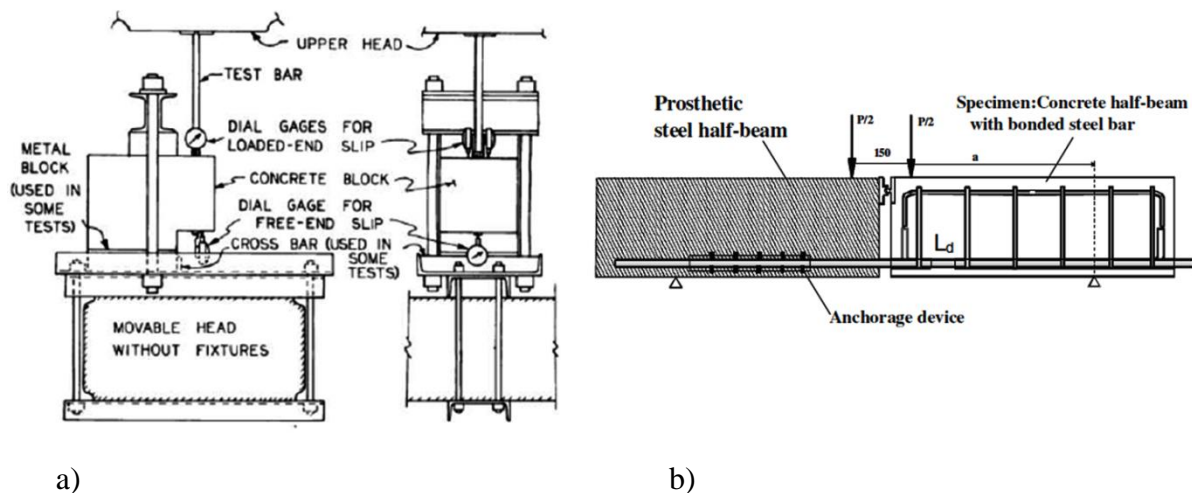 UPPER HEAD
TEST BAR
DIAL GAGES FOR
LOADED-END SLIP
METAL
BLOCK
(USED IN
SOME
TESTS)
CONCRETE BLOCK
DIAL GAGE FOR
FREE-END SLIP
CROSS BAR (USED IN
SOME
TESTS)
MOVABLE HEAD
WITHOUT FIXTURES
a)
Prosthetic
steel half-beam
Specimen:Concrete half-beam
with bonded steel bar
P/2
P/2
150
a
Ld
Anchorage device
b)